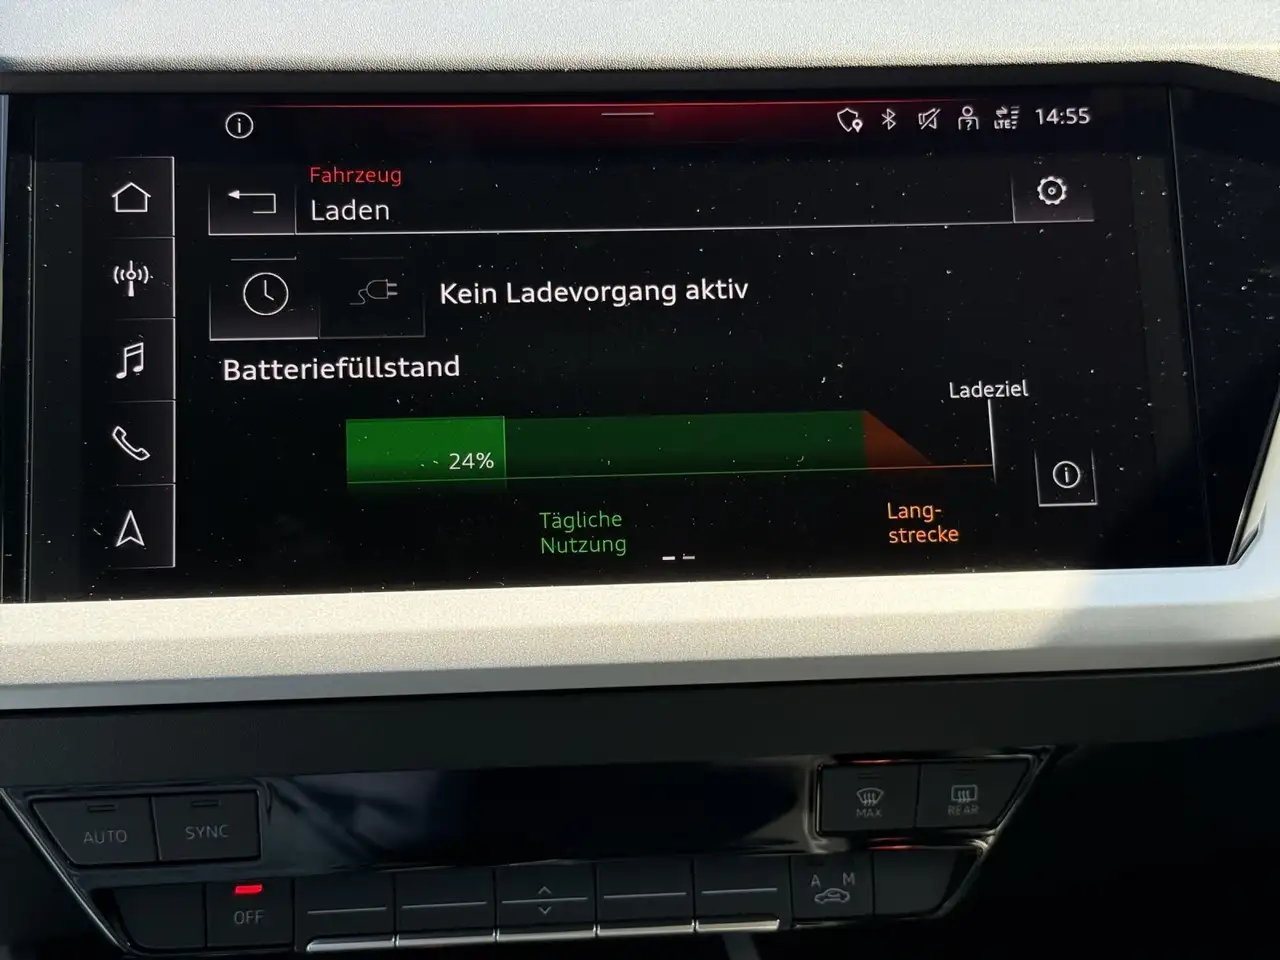 LTE 14:55
Fahrzeug
Laden
Kein Ladevorgang aktiv
Batteriefüllstand
Ladeziel
24%
Tägliche
Nutzung
Lang-
strecke
AUTO
SYNC
MAX
REAR
OFF
A M